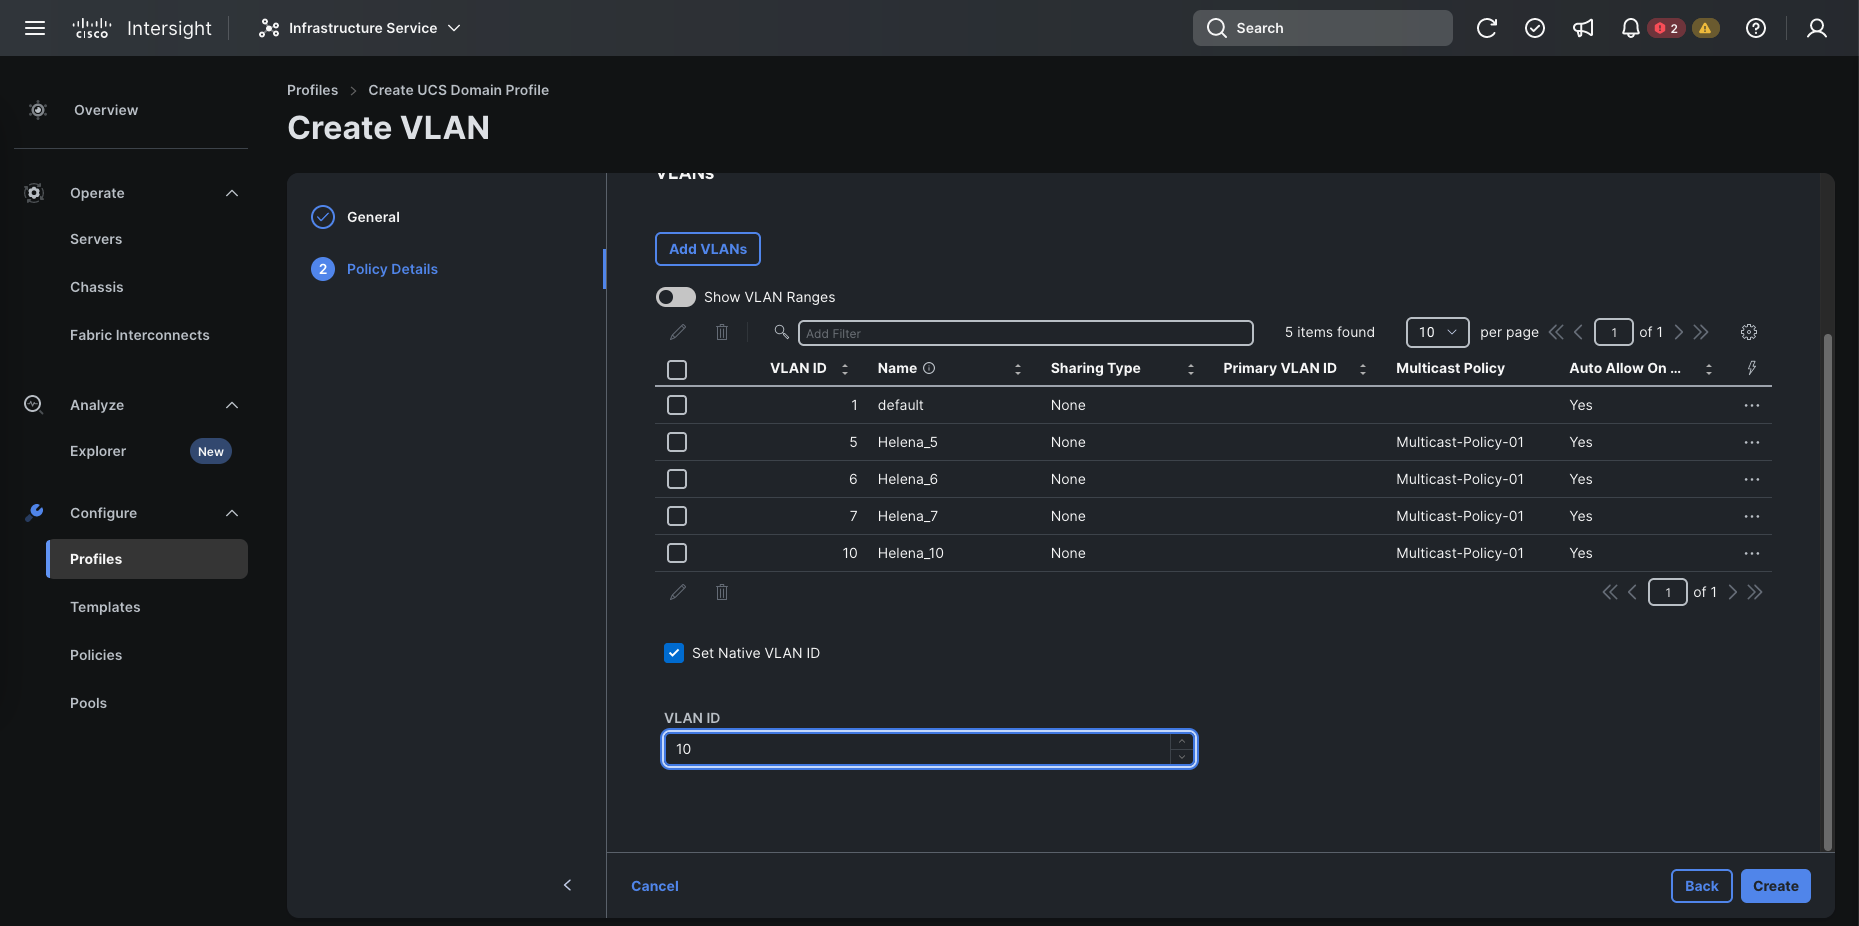 CISCO Intersight Infrastructure Service Search 2
Profiles > Create UCS Domain Profile
Create VLAN
Overview
Operate
Servers
Chassis
Fabric Interconnects
Analyze
Explorer New
Configure
Profiles
Templates
Policies
Pools
General
2 Policy Details
VLANs
Add VLANs
Show VLAN Ranges
Add Filter 5 items found 10 per page 1 of 1
VLAN ID Name Sharing Type Primary VLAN ID Multicast Policy Auto Allow On ...
1 default None Yes ...
5 Helena_5 None Multicast-Policy-01 Yes ...
6 Helena_6 None Multicast-Policy-01 Yes ...
7 Helena_7 None Multicast-Policy-01 Yes ...
10 Helena_10 None Multicast-Policy-01 Yes ...
1 of 1
Set Native VLAN ID
VLAN ID
10
Cancel Back Create